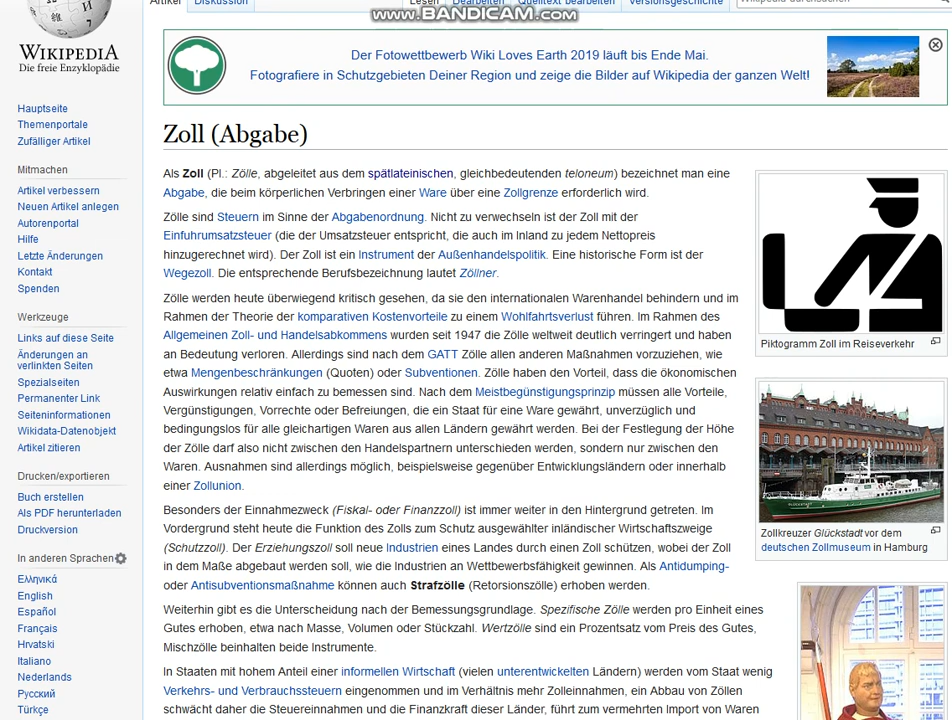 Artikel Diskussion Lesen Bearbeiten Quelltext bearbeiten Versionsgeschichte Wikipedia durchsuchen
www.BANDICAM.com
WIKIPEDIA
Die freie Enzyklopädie
Der Fotowettbewerb Wiki Loves Earth 2019 läuft bis Ende Mai.
Fotografiere in Schutzgebieten Deiner Region und zeige die Bilder auf Wikipedia der ganzen Welt!
Hauptseite
Themenportale
Zufälliger Artikel
Mitmachen
Artikel verbessern
Neuen Artikel anlegen
Autorenportal
Hilfe
Letzte Änderungen
Kontakt
Spenden
Werkzeuge
Links auf diese Seite
Änderungen an
verlinkten Seiten
Spezialseiten
Permanenter Link
Seiteninformationen
Wikidata-Datenobjekt
Artikel zitieren
Drucken/exportieren
Buch erstellen
Als PDF herunterladen
Druckversion
In anderen Sprachen
Ελληνικά
English
Español
Français
Hrvatski
Italiano
Nederlands
Русский
Türkçe
Zoll (Abgabe)
Als Zoll (Pl.: Zölle, abgeleitet aus dem spätlateinischen, gleichbedeutenden teloneum) bezeichnet man eine
Abgabe, die beim körperlichen Verbringen einer Ware über eine Zollgrenze erforderlich wird.
Zölle sind Steuern im Sinne der Abgabenordnung. Nicht zu verwechseln ist der Zoll mit der
Einfuhrumsatzsteuer (die der Umsatzsteuer entspricht, die auch im Inland zu jedem Nettopreis
hinzugerechnet wird). Der Zoll ist ein Instrument der Außenhandelspolitik. Eine historische Form ist der
Wegezoll. Die entsprechende Berufsbezeichnung lautet Zöllner.
Zölle werden heute überwiegend kritisch gesehen, da sie den internationalen Warenhandel behindern und im
Rahmen der Theorie der komparativen Kostenvorteile zu einem Wohlfahrtsverlust führen. Im Rahmen des
Allgemeinen Zoll- und Handelsabkommens wurden seit 1947 die Zölle weltweit deutlich verringert und haben
an Bedeutung verloren. Allerdings sind nach dem GATT Zölle allen anderen Maßnahmen vorzuziehen, wie
etwa Mengenbeschränkungen (Quoten) oder Subventionen. Zölle haben den Vorteil, dass die ökonomischen
Auswirkungen relativ einfach zu bemessen sind. Nach dem Meistbegünstigungsprinzip müssen alle Vorteile,
Vergünstigungen, Vorrechte oder Befreiungen, die ein Staat für eine Ware gewährt, unverzüglich und
bedingungslos für alle gleichartigen Waren aus allen Ländern gewährt werden. Bei der Festlegung der Höhe
der Zölle darf also nicht zwischen den Handelspartnern unterschieden werden, sondern nur zwischen den
Waren. Ausnahmen sind allerdings möglich, beispielsweise gegenüber Entwicklungsländern oder innerhalb
einer Zollunion.
Besonders der Einnahmezweck (Fiskal- oder Finanzzoll) ist immer weiter in den Hintergrund getreten. Im
Vordergrund steht heute die Funktion des Zolls zum Schutz ausgewählter inländischer Wirtschaftszweige
(Schutzzoll). Der Erziehungszoll soll neue Industrien eines Landes durch einen Zoll schützen, wobei der Zoll
in dem Maße abgebaut werden soll, wie die Industrien an Wettbewerbsfähigkeit gewinnen. Als Antidumping-
oder Antisubventionsmaßnahme können auch Strafzölle (Retorsionszölle) erhoben werden.
Weiterhin gibt es die Unterscheidung nach der Bemessungsgrundlage. Spezifische Zölle werden pro Einheit eines
Gutes erhoben, etwa nach Masse, Volumen oder Stückzahl. Wertzölle sind ein Prozentsatz vom Preis des Gutes,
Mischzölle beinhalten beide Instrumente.
In Staaten mit hohem Anteil einer informellen Wirtschaft (vielen unterentwickelten Ländern) werden vom Staat wenig
Verkehrs- und Verbrauchssteuern eingenommen und im Verhältnis mehr Zolleinnahmen, ein Abbau von Zöllen
schwächt daher die Steuereinnahmen und die Finanzkraft dieser Länder, führt zum vermehrten Import von Waren
Piktogramm Zoll im Reiseverkehr
Zollkreuzer Glückstadt vor dem
deutschen Zollmuseum in Hamburg